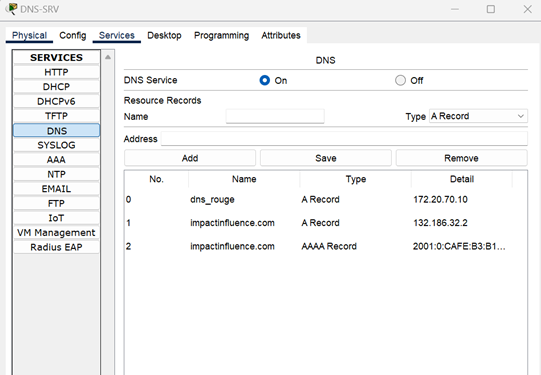 DNS-SRV
Physical Config Services Desktop Programming Attributes
SERVICES
HTTP
DHCP
DHCPv6
TFTP
DNS
SYSLOG
AAA
NTP
EMAIL
FTP
IoT
VM Management
Radius EAP
DNS
DNS Service On Off
Resource Records
Name Type A Record
Address
Add Save Remove
No. Name Type Detail
0 dns_rouge A Record 172.20.70.10
1 impactinfluence.com A Record 132.186.32.2
2 impactinfluence.com AAAA Record 2001:0:CAFE:B3:B1...